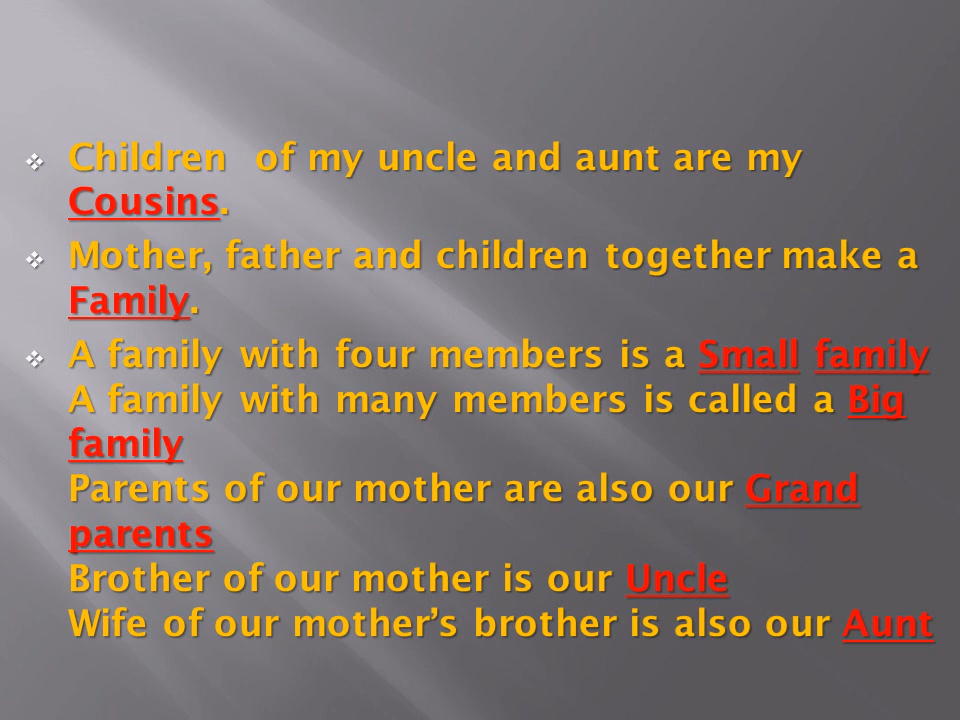 Children of my uncle and aunt are my
Cousins.
Mother, father and children together make a
Family.
A family with four members is a Small family
A family with many members is called a Big
family
Parents of our mother are also our Grand
parents
Brother of our mother is our Uncle
Wife of our mother’s brother is also our Aunt